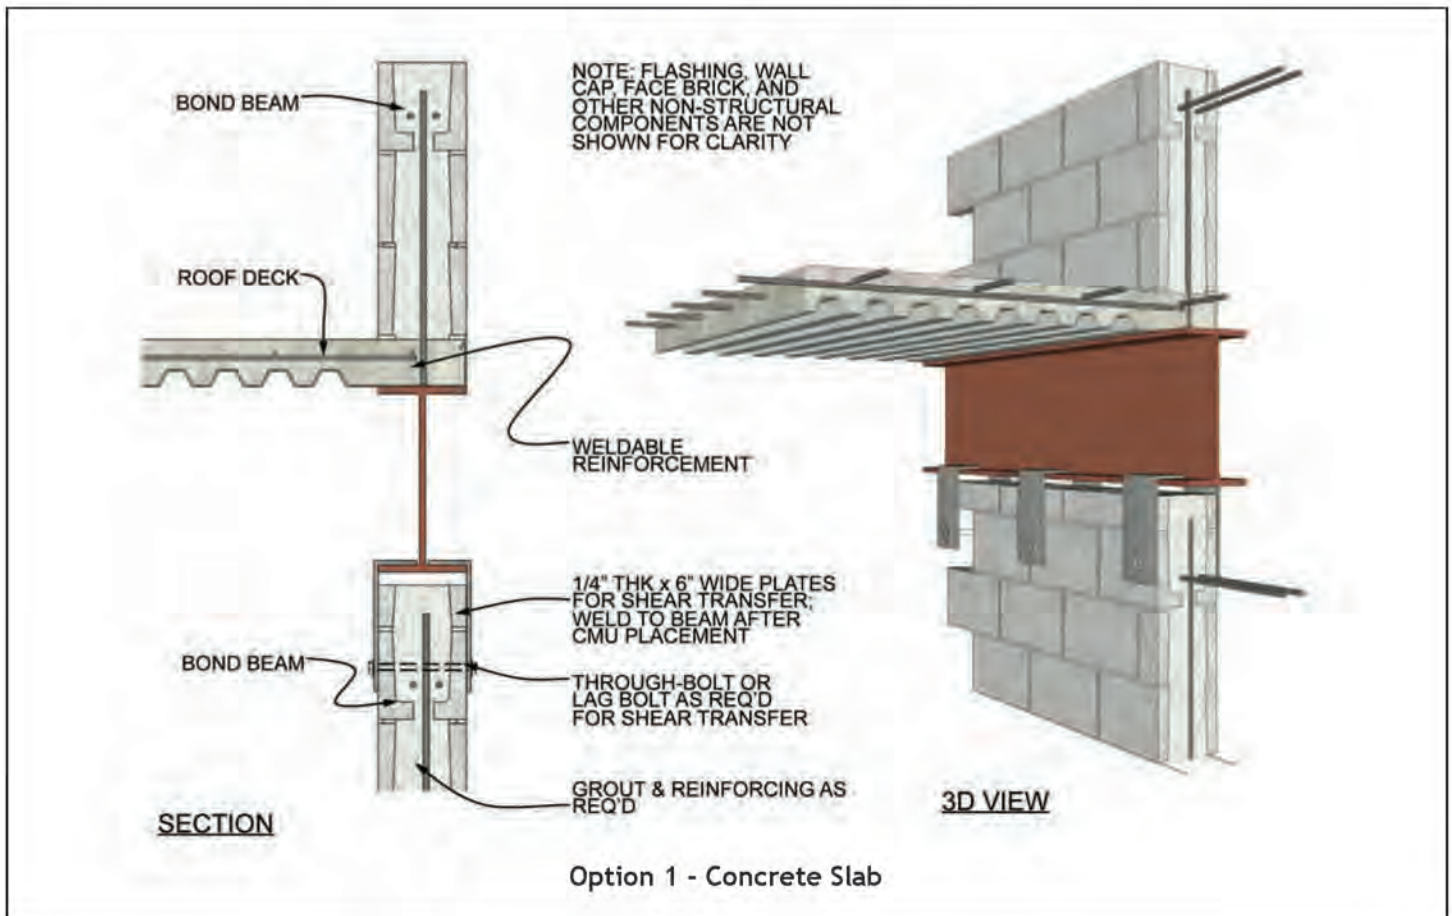 BOND BEAM
NOTE: FLASHING, WALL
CAP, FACE BRICK, AND
OTHER NON-STRUCTURAL
COMPONENTS ARE NOT
SHOWN FOR CLARITY
ROOF DECK
WELDABLE
REINFORCEMENT
1/4" THK x 6" WIDE PLATES
FOR SHEAR TRANSFER;
WELD TO BEAM AFTER
CMU PLACEMENT
BOND BEAM
THROUGH-BOLT OR
LAG BOLT AS REQ'D
FOR SHEAR TRANSFER
GROUT & REINFORCING AS
REQ'D
SECTION
3D VIEW
Option 1 - Concrete Slab